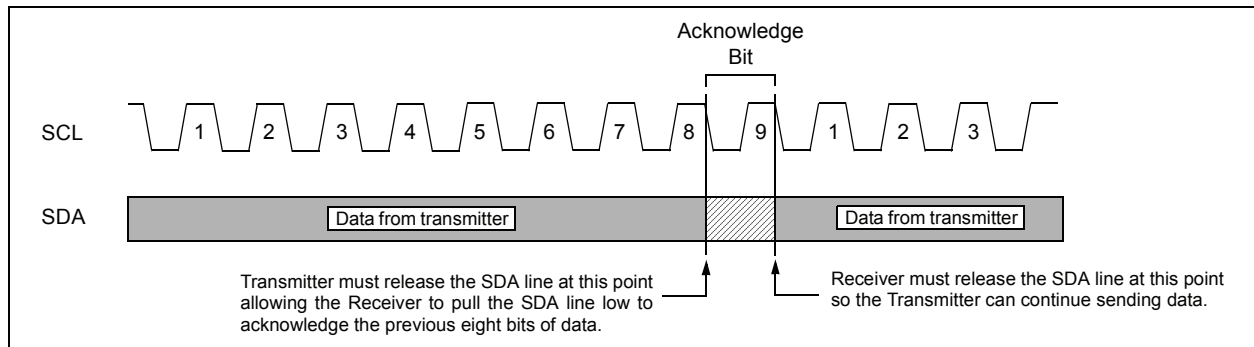 Acknowledge
Bit
SCL
1 2 3 4 5 6 7 8 9 1 2 3
SDA
Data from transmitter
Data from transmitter
Transmitter must release the SDA line at this point
allowing the Receiver to pull the SDA line low to
acknowledge the previous eight bits of data.
Receiver must release the SDA line at this point
so the Transmitter can continue sending data.